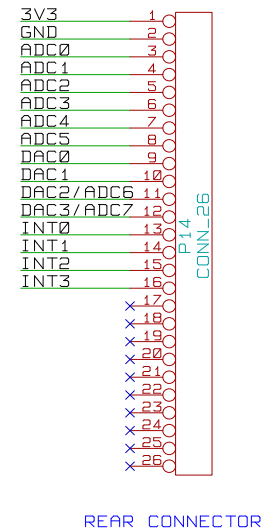 3V3 1
GND 2
ADC0 3
ADC1 4
ADC2 5
ADC3 6
ADC4 7
ADC5 8
DAC0 9
DAC1 10
DAC2/ADC6 11
DAC3/ADC7 12
INT0 13
INT1 14
INT2 15
INT3 16
17
18
19
20
21
22
23
24
25
26
P14
CONN_26
REAR CONNECTOR